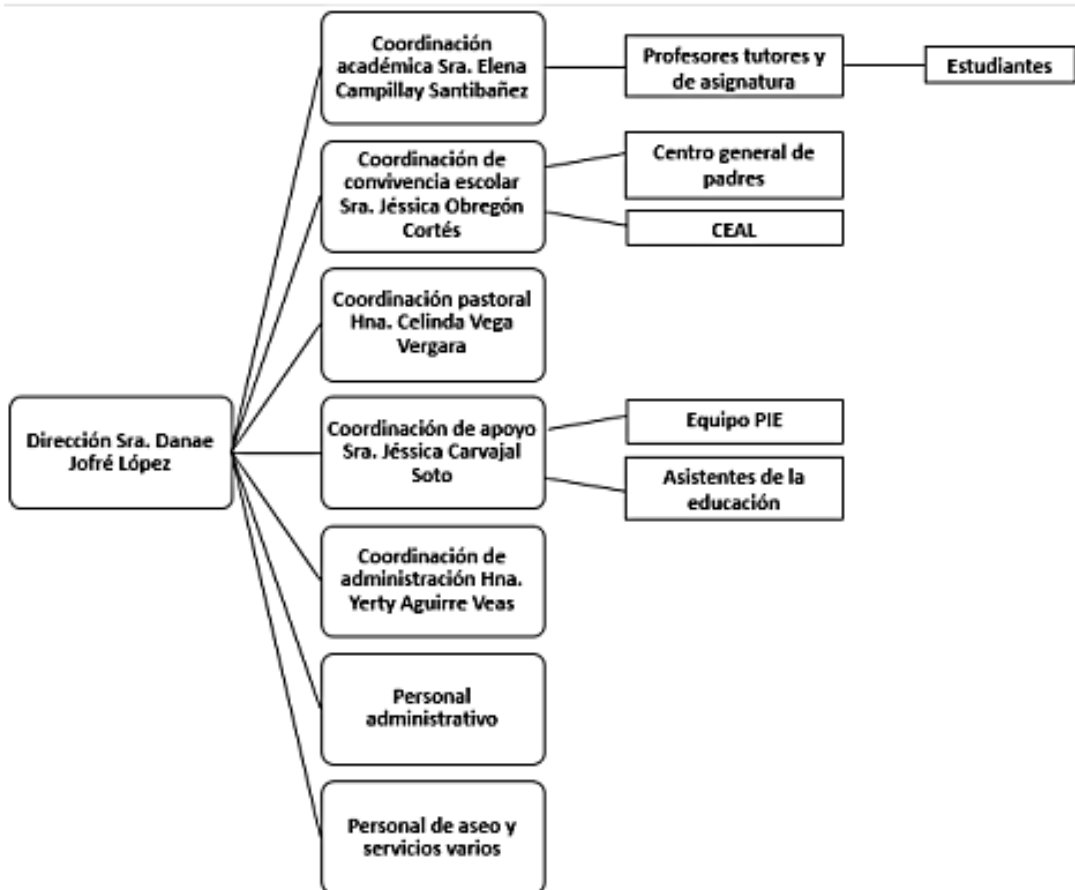 Coordinación
académica Sra. Elena
Campillay Santibañez
Profesores tutores y
de asignatura
Estudiantes
Coordinación de
convivencia escolar
Sra. Jéssica Obregón
Cortés
Centro general de
padres
CEAL
Coordinación pastoral
Hna. Celinda Vega
Vergara
Dirección Sra. Danae
Jofré López
Coordinación de apoyo
Sra. Jéssica Carvajal
Soto
Equipo PIE
Asistentes de la
educación
Coordinación de
administración Hna.
Yerty Aguirre Veas
Personal
administrativo
Personal de aseo y
servicios varios